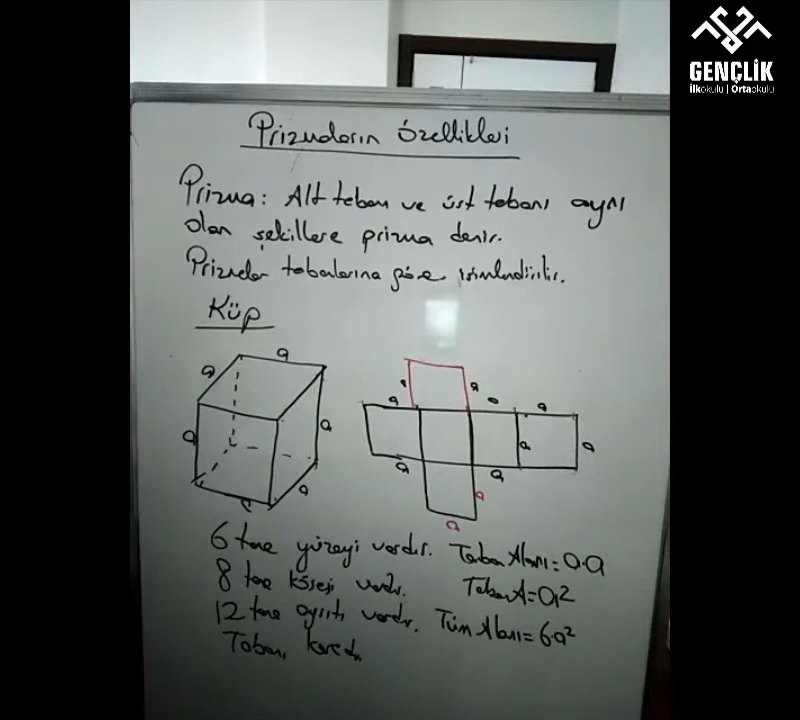 GENÇLİK
İlkokulu | Ortaokulu
Prizmaların Özellikleri
Prizma: Alt taban ve üst tabanı aynı
olan şekillere prizma denir.
Prizmalar tabanlarına göre isimlendirilir.
Küp
a a a a a
a a a a a a a a a a
6 tane yüzeyi vardır. Taban Alanı = a.a
8 tane köşesi vardır. Taban A = a²
12 tane ayrıtı vardır. Tüm Alanı = 6.a²
Tabanı karedir